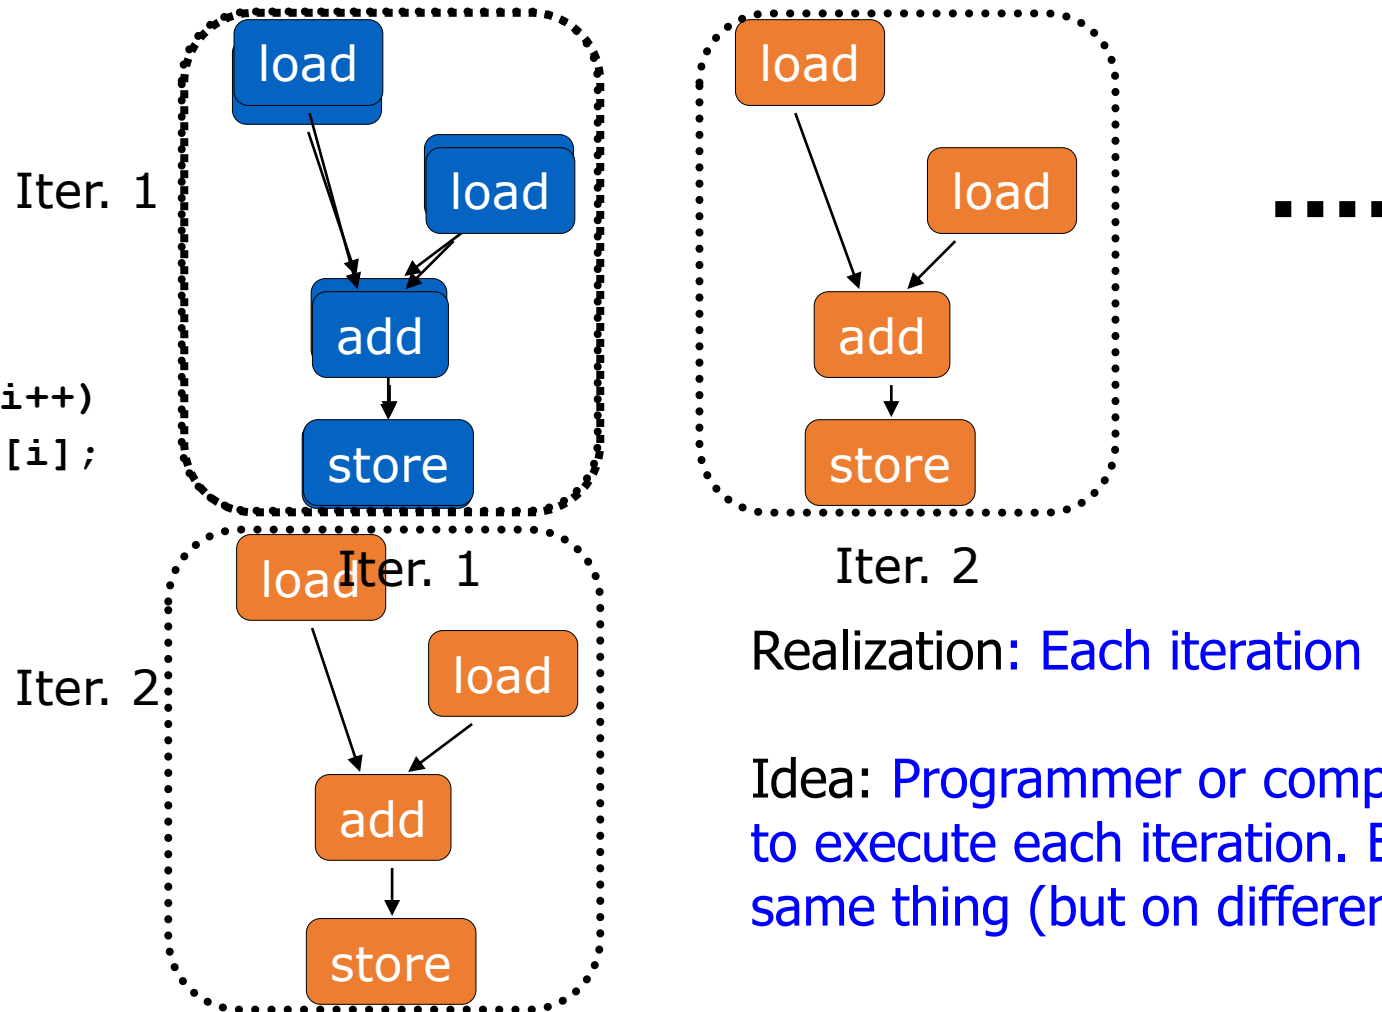 load
load
Iter. 1
load
load
add
add
i++)
[i];
store
store
Iter. 1
Iter. 2
load
Realization: Each iteration
Iter. 2
load
Idea: Programmer or comp
to execute each iteration. E
same thing (but on differen
add
store